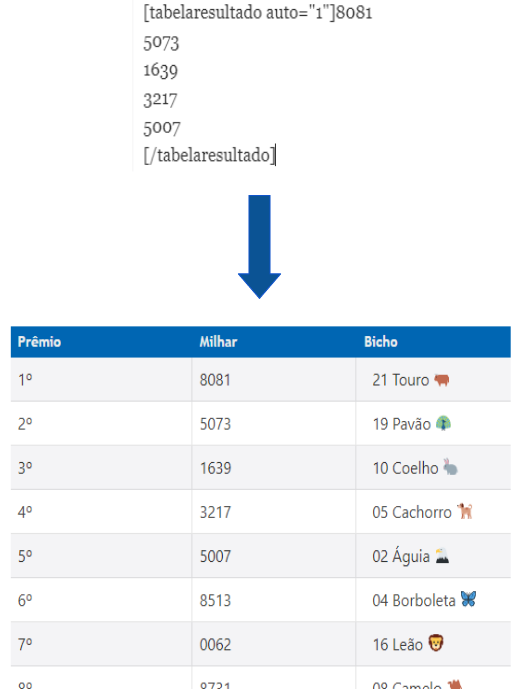 [tabelaresultado auto="1"]8081
5073
1639
3217
5007
[/tabelaresultado]
Prêmio Milhar Bicho
1º 8081 21 Touro 🐂
2º 5073 19 Pavão 🦚
3º 1639 10 Coelho 🐇
4º 3217 05 Cachorro 🐕
5º 5007 02 Águia 🦅
6º 8513 04 Borboleta 🦋
7º 0062 16 Leão 🦁
8º 8731 08 Camelo 🐫